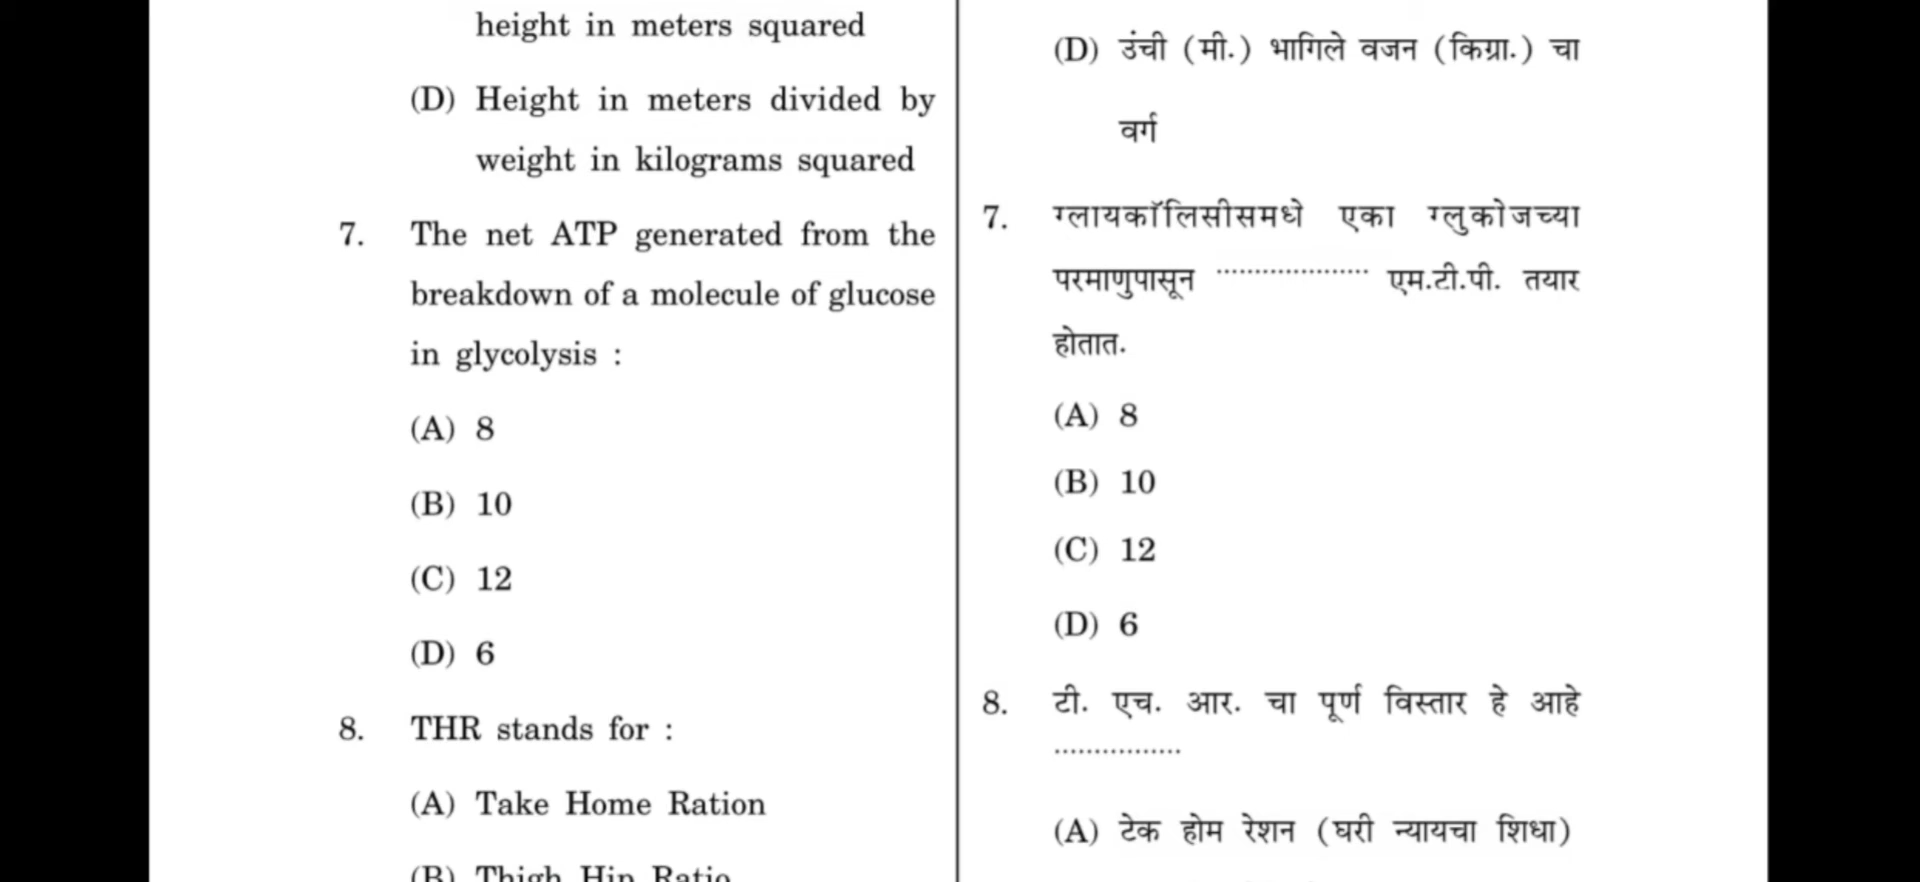 height in meters squared
(D) Height in meters divided by
weight in kilograms squared
7. The net ATP generated from the
breakdown of a molecule of glucose
in glycolysis :
(A) 8
(B) 10
(C) 12
(D) 6
8. THR stands for :
(A) Take Home Ration
(B) Thigh Hip Ratio
(D) उंची (मी.) भागिले वजन (किग्रा.) चा
वर्ग
7. ग्लायकॉलिसीसमधे एका ग्लुकोजच्या
परमाणुपासून .................... एम.टी.पी. तयार
होतात.
(A) 8
(B) 10
(C) 12
(D) 6
8. टी. एच. आर. चा पूर्ण विस्तार हे आहे
................
(A) टेक होम रेशन (घरी न्यायचा शिधा)